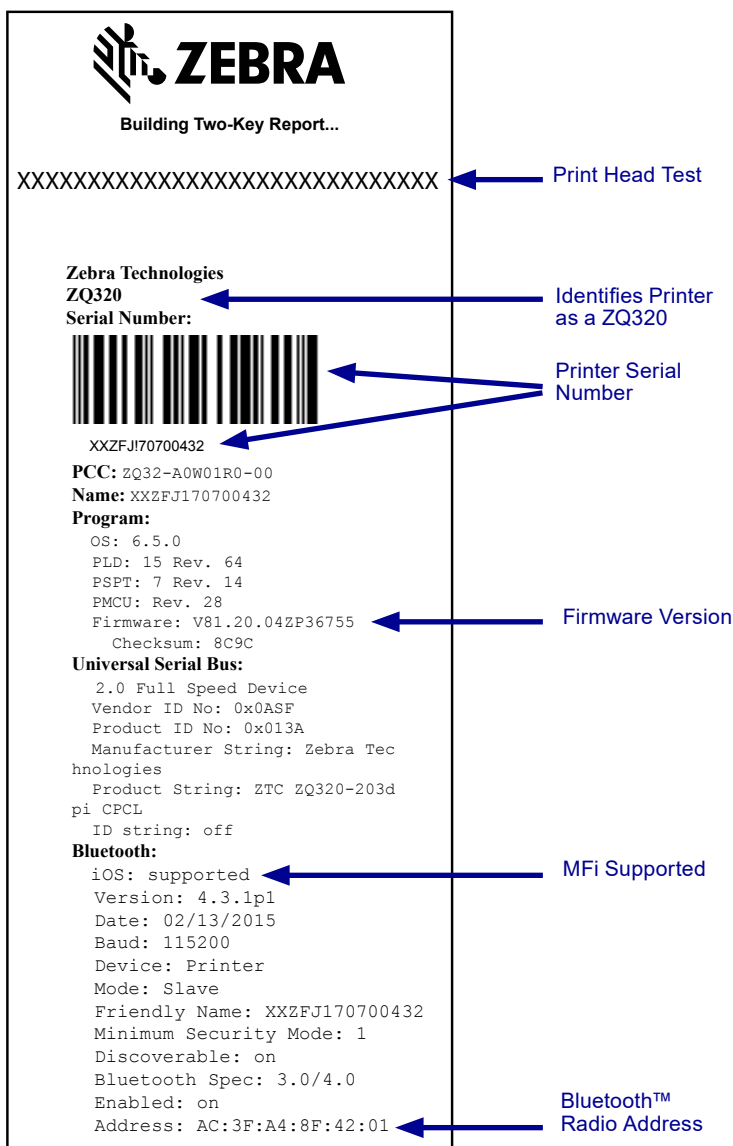 ZEBRA
Building Two-Key Report...
XXXXXXXXXXXXXXXXXXXXXXXXXXXXXX
Print Head Test
Zebra Technologies
ZQ320
Identifies Printer
as a ZQ320
Serial Number:
Printer Serial
Number
XXZFJ!70700432
PCC: ZQ32-A0W01R0-00
Name: XXZFJ170700432
Program:
OS: 6.5.0
PLD: 15 Rev. 64
PSPT: 7 Rev. 14
PMCU: Rev. 28
Firmware: V81.20.04ZP36755
Firmware Version
Checksum: 8C9C
Universal Serial Bus:
2.0 Full Speed Device
Vendor ID No: 0x0ASF
Product ID No: 0x013A
Manufacturer String: Zebra Tec
hnologies
Product String: ZTC ZQ320-203d
pi CPCL
ID string: off
Bluetooth:
iOS: supported
MFi Supported
Version: 4.3.1p1
Date: 02/13/2015
Baud: 115200
Device: Printer
Mode: Slave
Friendly Name: XXZFJ170700432
Minimum Security Mode: 1
Discoverable: on
Bluetooth Spec: 3.0/4.0
Enabled: on
Address: AC:3F:A4:8F:42:01
Bluetooth™
Radio Address